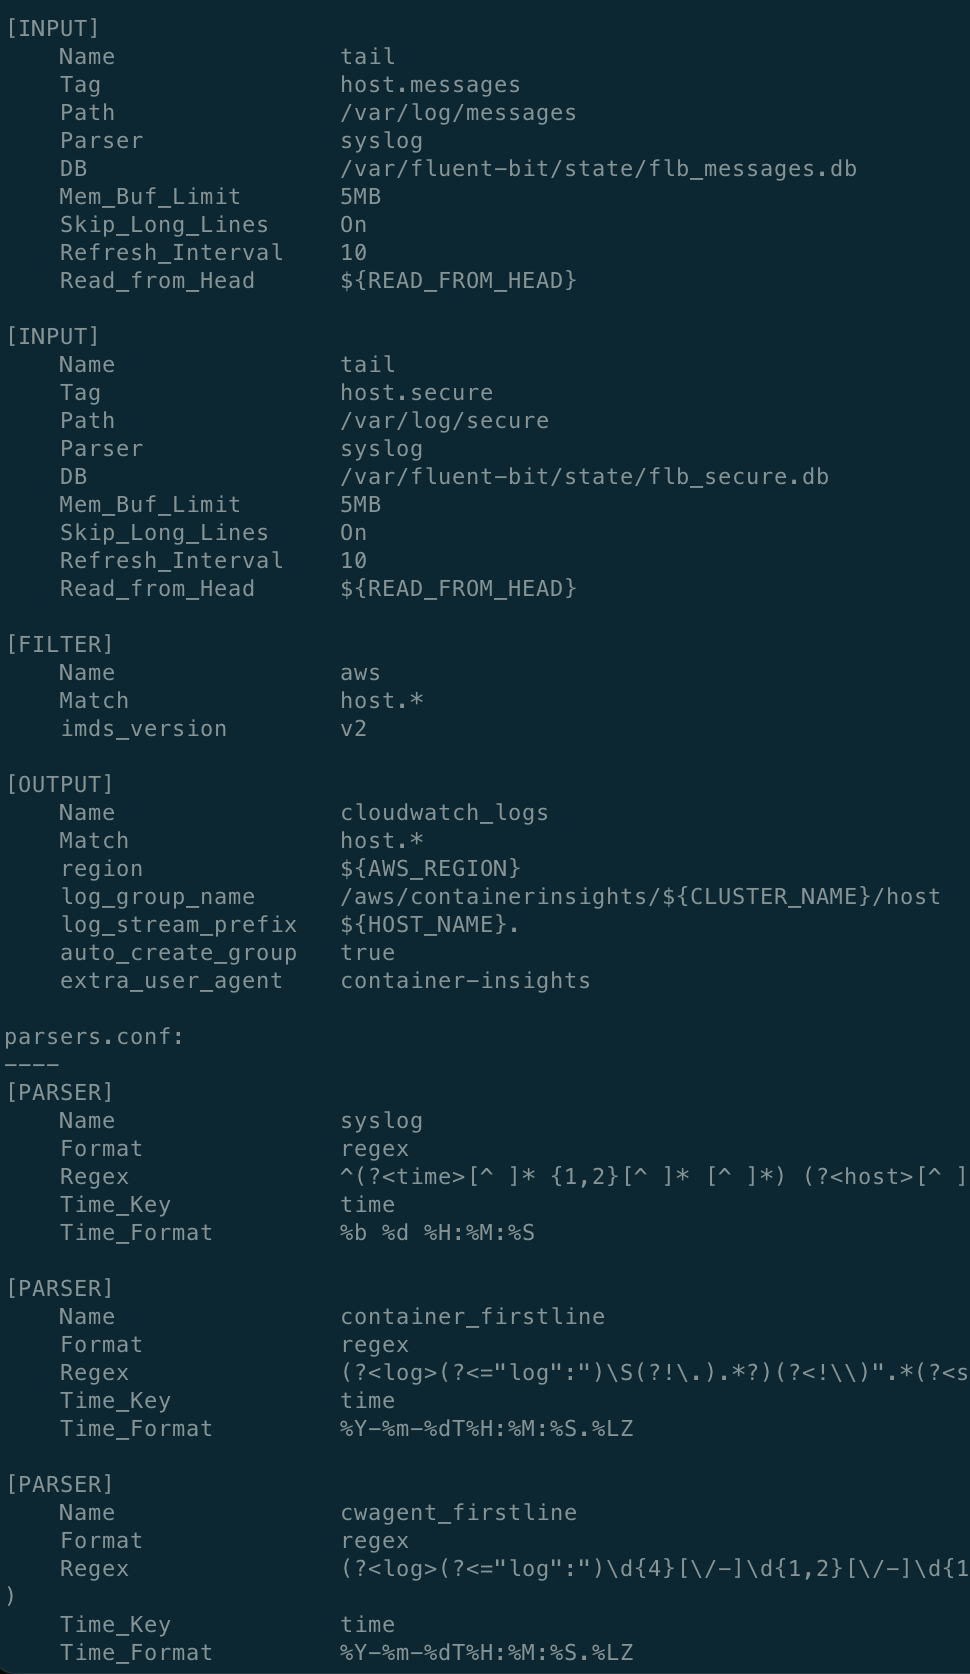 [INPUT]
    Name                tail
    Tag                 host.messages
    Path                /var/log/messages
    Parser              syslog
    DB                  /var/fluent-bit/state/flb_messages.db
    Mem_Buf_Limit       5MB
    Skip_Long_Lines     On
    Refresh_Interval    10
    Read_from_Head      ${READ_FROM_HEAD}

[INPUT]
    Name                tail
    Tag                 host.secure
    Path                /var/log/secure
    Parser              syslog
    DB                  /var/fluent-bit/state/flb_secure.db
    Mem_Buf_Limit       5MB
    Skip_Long_Lines     On
    Refresh_Interval    10
    Read_from_Head      ${READ_FROM_HEAD}

[FILTER]
    Name                aws
    Match               host.*
    imds_version        v2

[OUTPUT]
    Name                cloudwatch_logs
    Match               host.*
    region              ${AWS_REGION}
    log_group_name      /aws/containerinsights/${CLUSTER_NAME}/host
    log_stream_prefix   ${HOST_NAME}.
    auto_create_group   true
    extra_user_agent    container-insights

parsers.conf:
----
[PARSER]
    Name                syslog
    Format              regex
    Regex               ^(?<time>[^ ]* {1,2}[^ ]* [^ ]*) (?<host>[^ ]
    Time_Key            time
    Time_Format         %b %d %H:%M:%S

[PARSER]
    Name                container_firstline
    Format              regex
    Regex               (?<log>(?<="log":")\S(?!\.).*?)(?<!\\)".*(?<s
    Time_Key            time
    Time_Format         %Y-%m-%dT%H:%M:%S.%LZ

[PARSER]
    Name                cwagent_firstline
    Format              regex
    Regex               (?<log>(?<="log":")\d{4}[\/-]\d{1,2}[\/-]\d{1
)
    Time_Key            time
    Time_Format         %Y-%m-%dT%H:%M:%S.%LZ